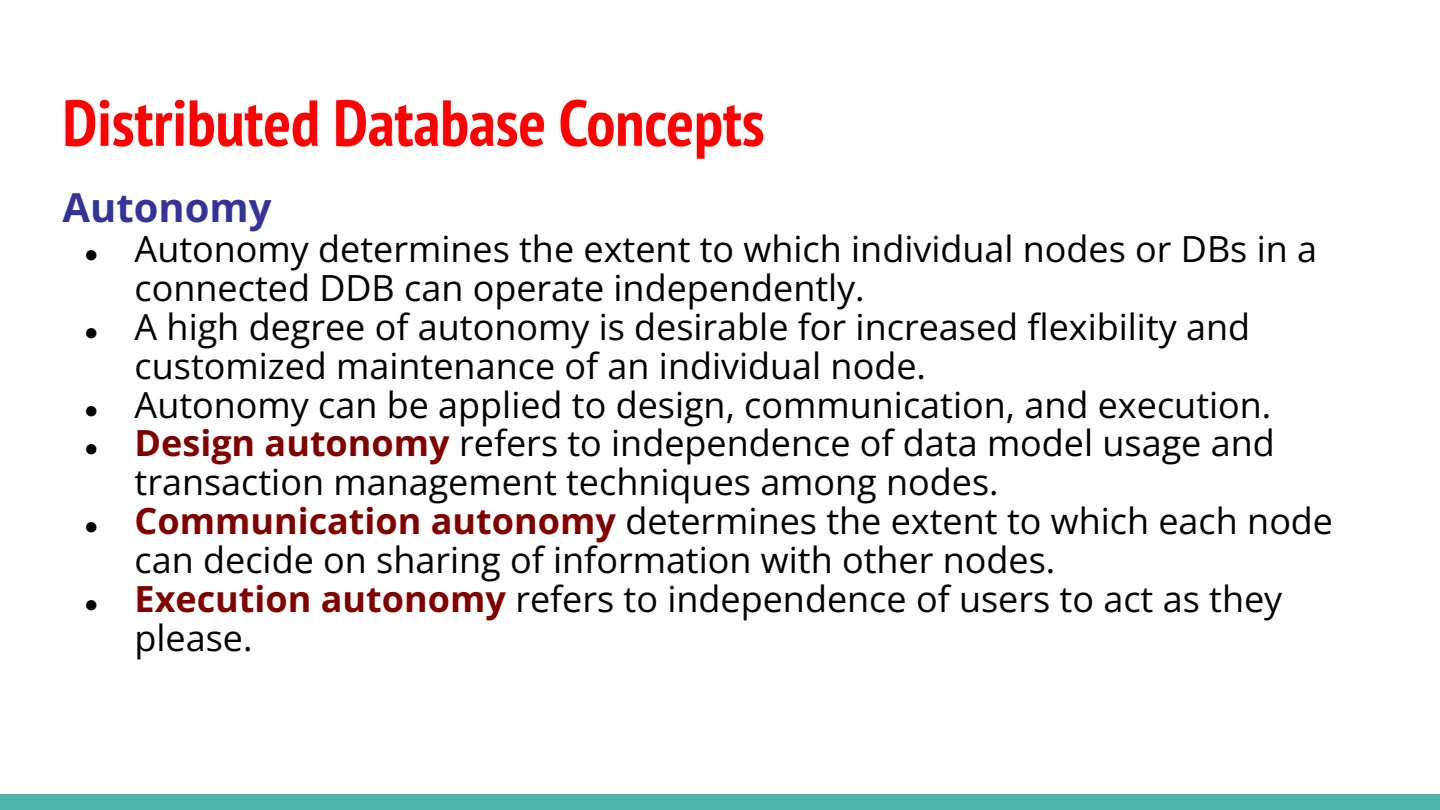 Distributed Database Concepts
Autonomy
● Autonomy determines the extent to which individual nodes or DBs in a
connected DDB can operate independently.
● A high degree of autonomy is desirable for increased flexibility and
customized maintenance of an individual node.
● Autonomy can be applied to design, communication, and execution.
● Design autonomy refers to independence of data model usage and
transaction management techniques among nodes.
● Communication autonomy determines the extent to which each node
can decide on sharing of information with other nodes.
● Execution autonomy refers to independence of users to act as they
please.